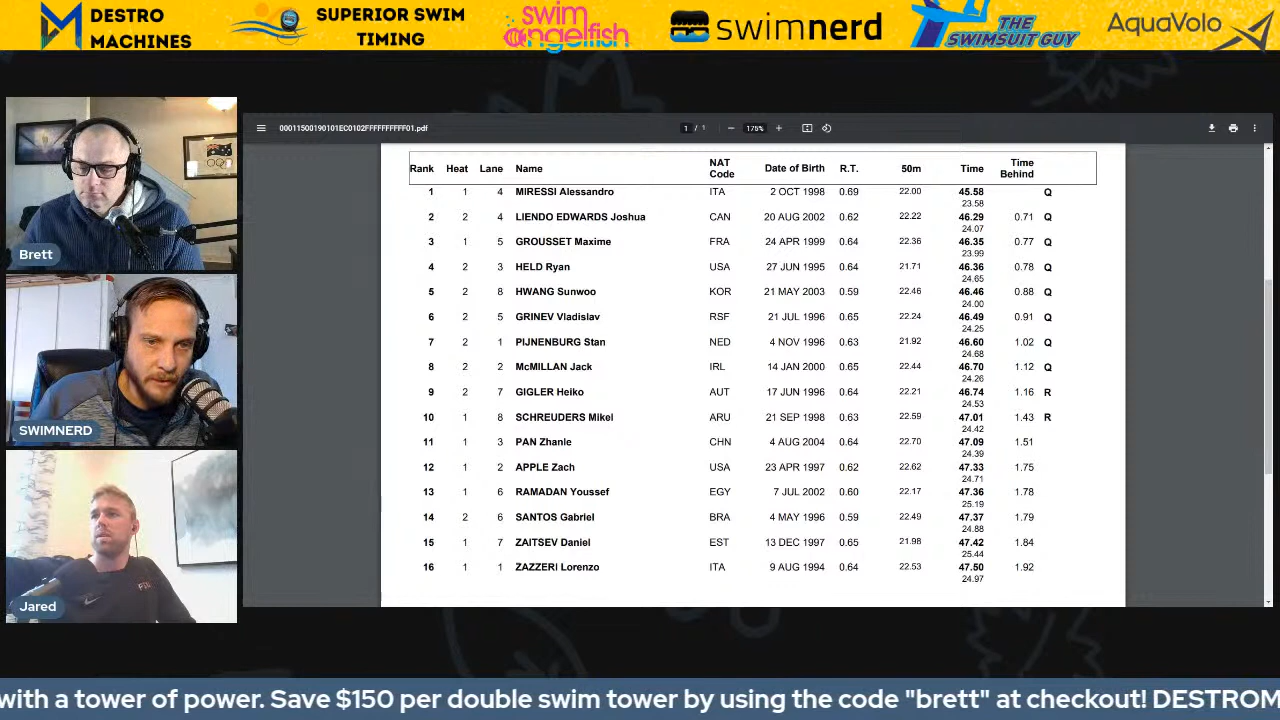 DESTRO
MACHINES
SUPERIOR SWIM
TIMING
swim
angelfish
swimnerd
THE
SWIMSUIT GUY
AquaVolo
Brett
SWIMNERD
Jared
00011500190101EC0102FFFFFFFFFF01.pdf
1 / 1
175%
Rank Heat Lane Name NAT Code Date of Birth R.T. 50m Time Time Behind
1 1 4 MIRESSI Alessandro ITA 2 OCT 1998 0.69 22.00 45.58 Q
23.58
2 2 4 LIENDO EDWARDS Joshua CAN 20 AUG 2002 0.62 22.22 46.29 0.71 Q
24.07
3 1 5 GROUSSET Maxime FRA 24 APR 1999 0.64 22.36 46.35 0.77 Q
23.99
4 2 3 HELD Ryan USA 27 JUN 1995 0.64 21.71 46.36 0.78 Q
24.65
5 2 8 HWANG Sunwoo KOR 21 MAY 2003 0.59 22.46 46.46 0.88 Q
24.00
6 2 5 GRINEV Vladislav RSF 21 JUL 1996 0.65 22.24 46.49 0.91 Q
24.25
7 2 1 PIJNENBURG Stan NED 4 NOV 1996 0.63 21.92 46.60 1.02 Q
24.68
8 2 2 McMILLAN Jack IRL 14 JAN 2000 0.65 22.44 46.70 1.12 Q
24.26
9 2 7 GIGLER Heiko AUT 17 JUN 1996 0.64 22.21 46.74 1.16 R
24.53
10 1 8 SCHREUDERS Mikel ARU 21 SEP 1998 0.63 22.59 47.01 1.43 R
24.42
11 1 3 PAN Zhanle CHN 4 AUG 2004 0.64 22.70 47.09 1.51
24.39
12 1 2 APPLE Zach USA 23 APR 1997 0.62 22.62 47.33 1.75
24.71
13 1 6 RAMADAN Youssef EGY 7 JUL 2002 0.60 22.17 47.36 1.78
25.19
14 2 6 SANTOS Gabriel BRA 4 MAY 1996 0.59 22.49 47.37 1.79
24.88
15 1 7 ZAITSEV Daniel EST 13 DEC 1997 0.65 21.98 47.42 1.84
25.44
16 1 1 ZAZZERI Lorenzo ITA 9 AUG 1994 0.64 22.53 47.50 1.92
24.97
with a tower of power. Save $150 per double swim tower by using the code "brett" at checkout! DESTROM